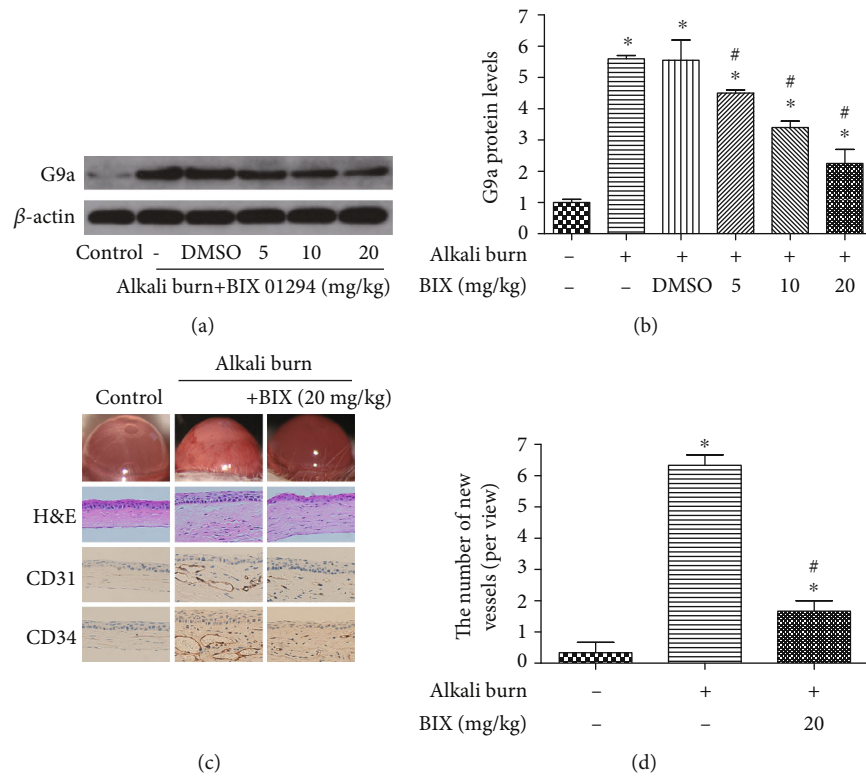 G9a
β-actin
Control - DMSO 5 10 20
Alkali burn+BIX 01294 (mg/kg)
(a)
G9a protein levels
7
6
5
4
3
2
1
0
* * # * # * # *
Alkali burn – + + + + +
BIX (mg/kg) – – DMSO 5 10 20
(b)
Alkali burn
Control +BIX (20 mg/kg)
H&E
CD31
CD34
(c)
The number of new
vessels (per view)
7
6
5
4
3
2
1
0
* # *
Alkali burn – + +
BIX (mg/kg) – – 20
(d)